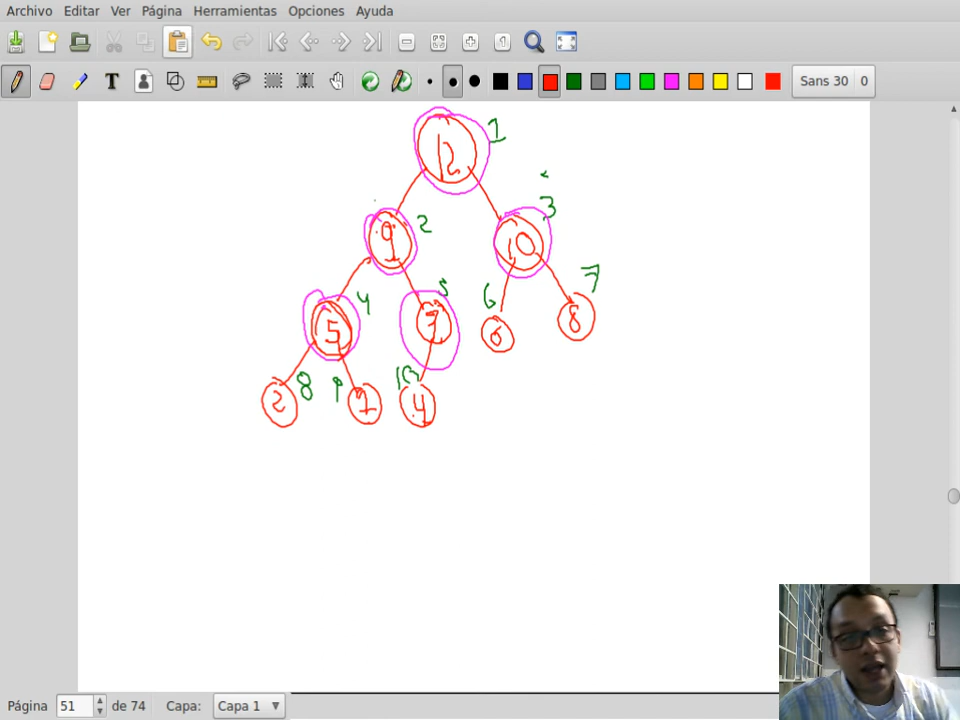 Archivo Editar Ver Página Herramientas Opciones Ayuda
T Sans 30 0
12 1
9 2 10 3
5 4 7 5 6 6 8 7
2 8 1 9 4 10
Página 51 de 74 Capa: Capa 1